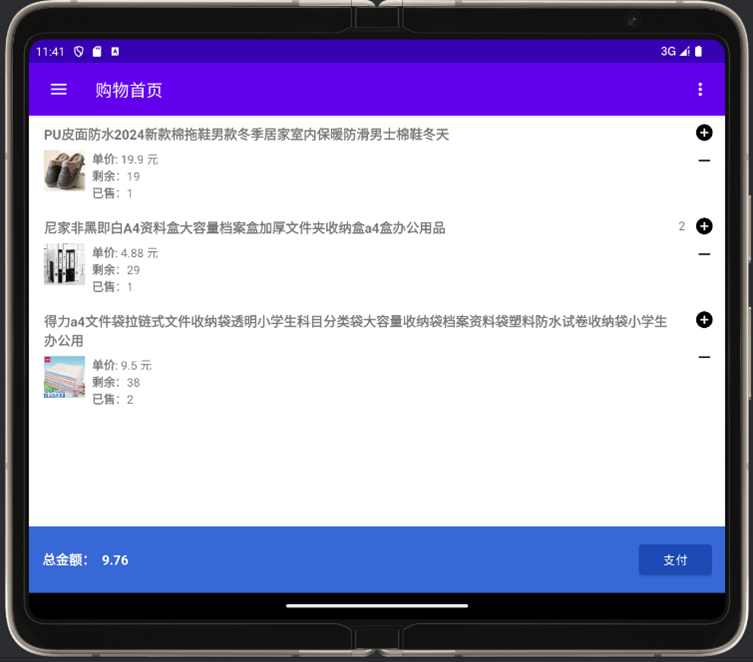 11:41
3G
购物首页
PU皮面防水2024新款棉拖鞋男款冬季居家室内保暖防滑男士棉鞋冬天
单价: 19.9 元
剩余：19
已售：1
尼家非黑即白A4资料盒大容量档案盒加厚文件夹收纳盒a4盒办公用品
2
单价: 4.88 元
剩余：29
已售：1
得力a4文件袋拉链式文件收纳袋透明小学生科目分类袋大容量收纳袋档案资料袋塑料防水试卷收纳袋小学生
办公用
单价: 9.5 元
剩余：38
已售：2
总金额： 9.76
支付